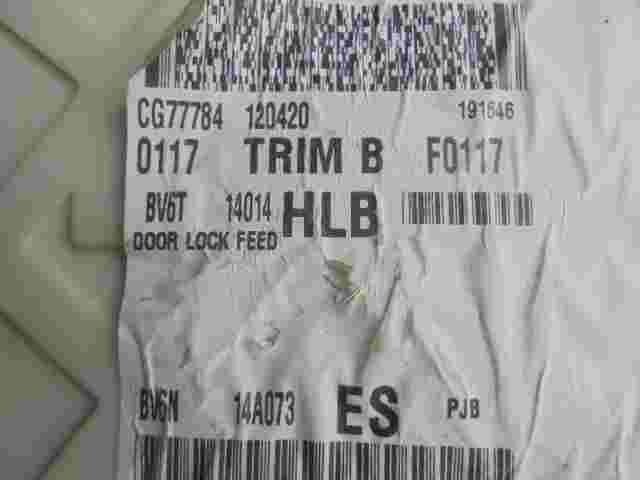 CG77784 120420 191646
0117 TRIM B F0117
BV6T 14014 HLB
DOOR LOCK FEED
BV6N 14A073 ES PJB